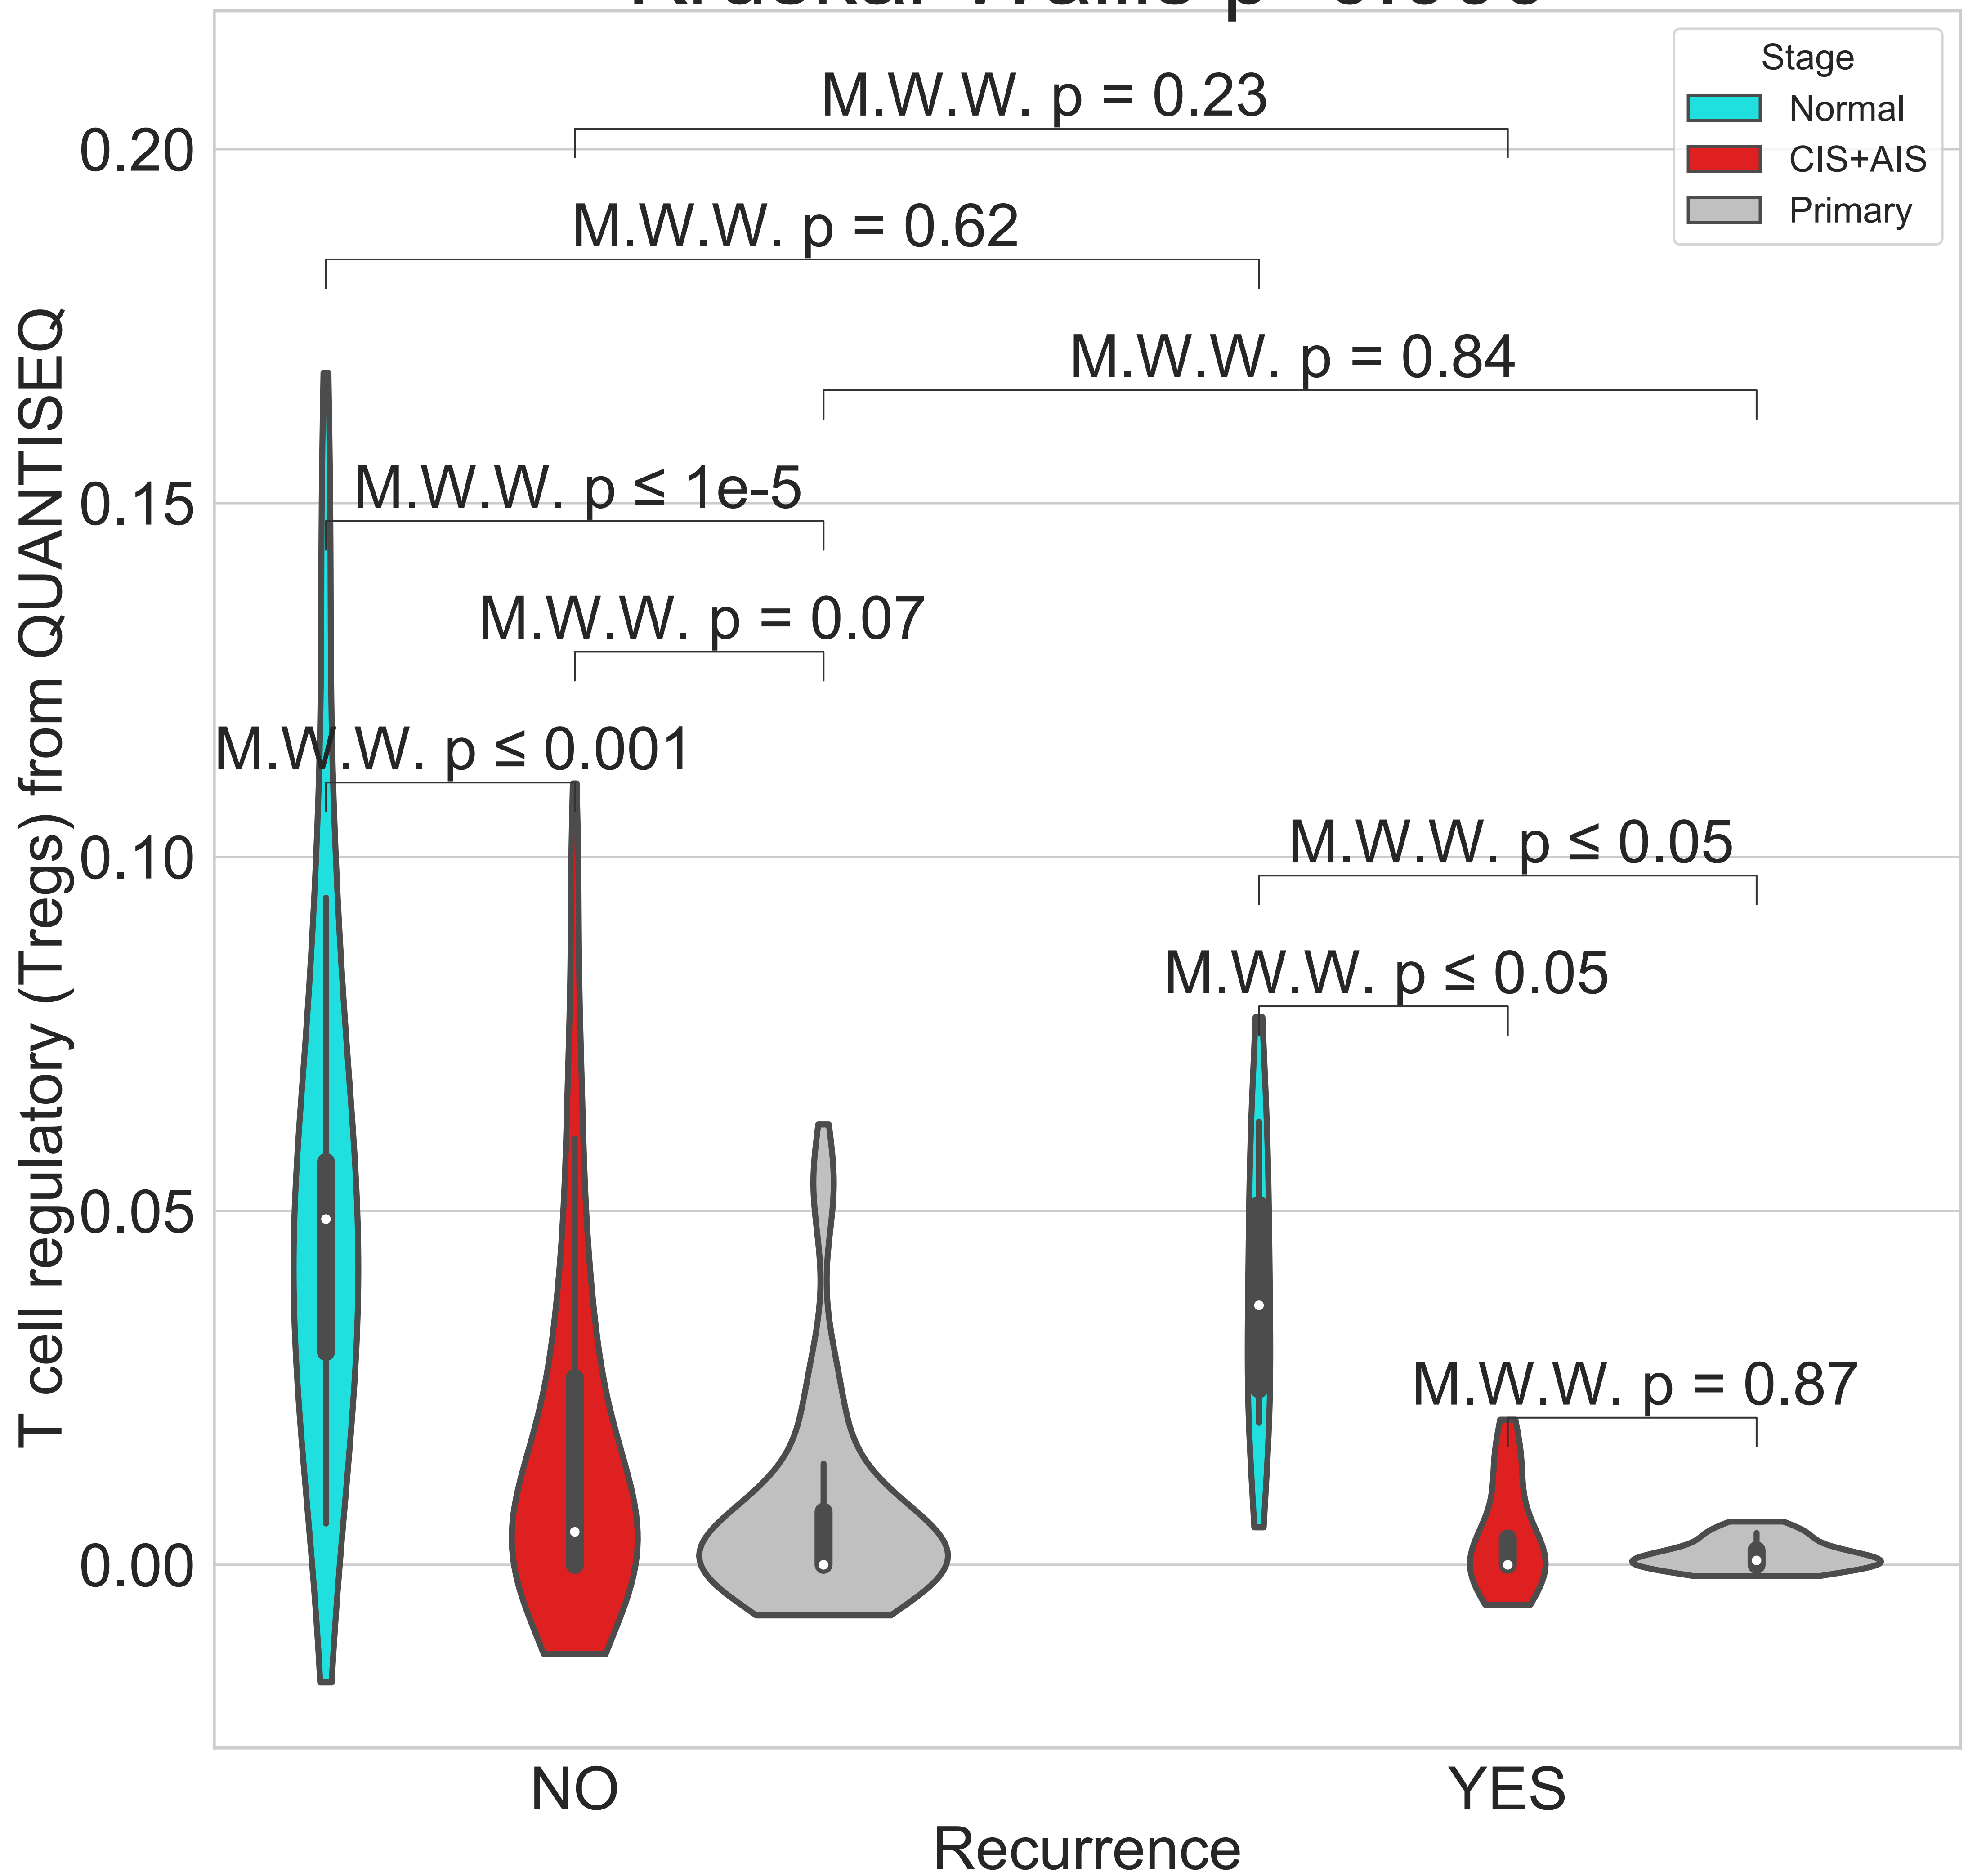 Stage
Normal
CIS+AIS
Primary
M.W.W. p = 0.23
M.W.W. p = 0.62
M.W.W. p = 0.84
M.W.W. p ≤ 1e-5
M.W.W. p = 0.07
M.W.W. p ≤ 0.001
M.W.W. p ≤ 0.05
M.W.W. p ≤ 0.05
M.W.W. p = 0.87
0.20
0.15
0.10
0.05
0.00
T cell regulatory (Tregs) from QUANTISEQ
NO
YES
Recurrence